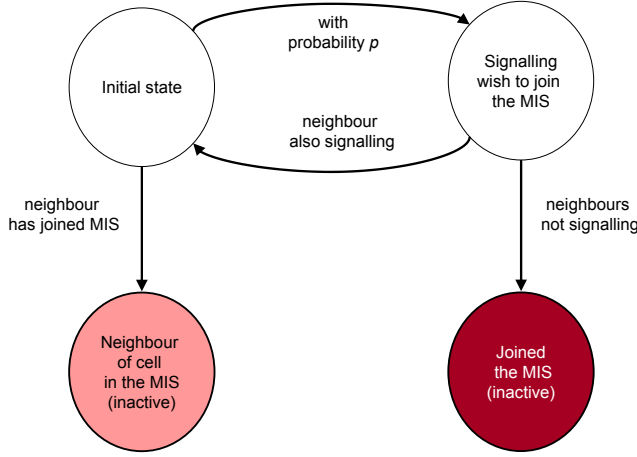 with
probability p
Initial state
Signalling
wish to join
the MIS
neighbour
also signalling
neighbour
has joined MIS
neighbours
not signalling
Neighbour
of cell
in the MIS
(inactive)
Joined
the MIS
(inactive)